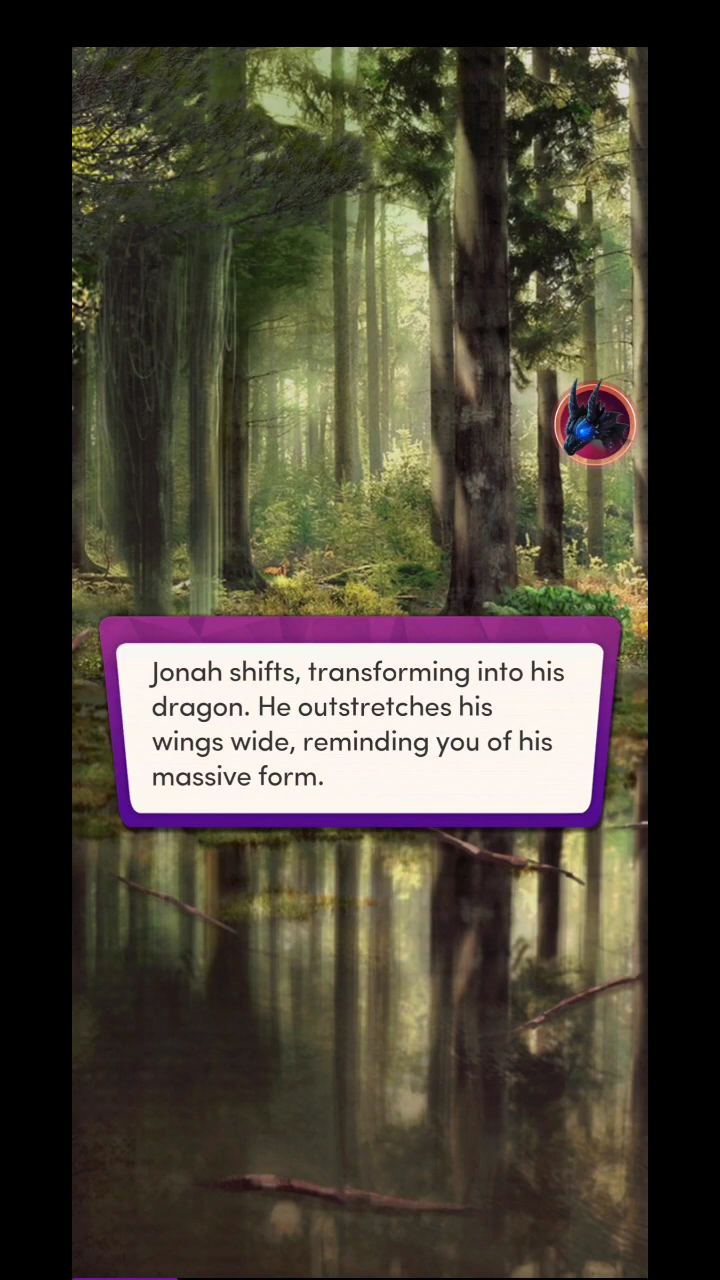 Jonah shifts, transforming into his
dragon. He outstretches his
wings wide, reminding you of his
massive form.